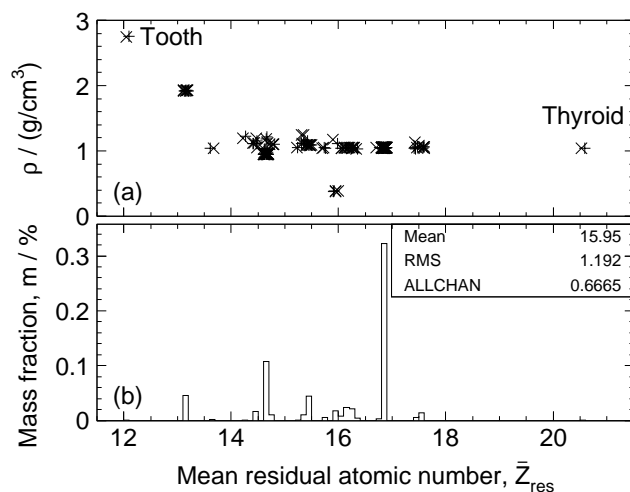 3
2
1
0
ρ / (g/cm³)
Tooth
Thyroid
(a)
0.3
0.2
0.1
0
Mass fraction, m / %
Mean 15.95
RMS 1.192
ALLCHAN 0.6665
(b)
12 14 16 18 20
Mean residual atomic number, Z̄res